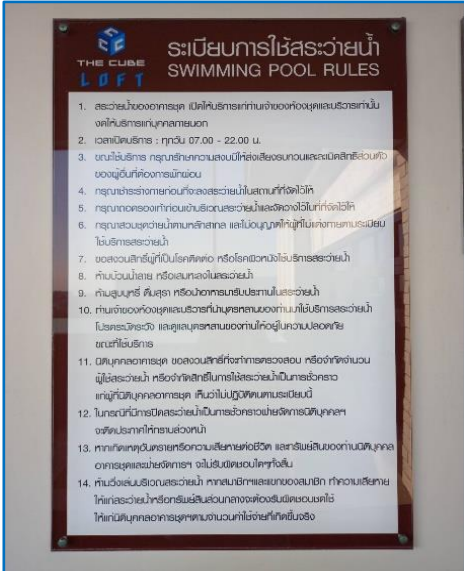 THE CUBE
LOFT
ระเบียบการใช้สระว่ายน้ำ
SWIMMING POOL RULES
1. สระว่ายน้ำของอาคารชุด เปิดให้บริการแก่ท่านเจ้าของห้องชุดและบริวารเท่านั้น
งดให้บริการแก่บุคคลภายนอก
2. เวลาเปิดบริการ : ทุกวัน 07.00 - 22.00 น.
3. ขณะใช้บริการ กรุณารักษาความสงบมิให้ส่งเสียงรบกวนและละเมิดสิทธิส่วนตัว
ของผู้อื่นที่ต้องการพักผ่อน
4. กรุณาชำระร่างกายก่อนที่จะลงสระว่ายน้ำในสถานที่ที่จัดไว้ให้
5. กรุณาถอดรองเท้าก่อนเข้าบริเวณสระว่ายน้ำและจัดวางไว้ในที่ที่จัดไว้ให้
6. กรุณาสวมชุดว่ายน้ำตามหลักสากล และไม่อนุญาตให้ผู้ที่ไม่แต่งกายตามระเบียบ
ใช้บริการสระว่ายน้ำ
7. ขอสงวนสิทธิ์ผู้ที่เป็นโรคติดต่อ หรือโรคผิวหนังใช้บริการสระว่ายน้ำ
8. ห้ามบ้วนน้ำลาย หรือเสมหะลงในสระว่ายน้ำ
9. ห้ามสูบบุหรี่ ดื่มสุรา หรือนำอาหารมารับประทานในสระว่ายน้ำ
10. ท่านเจ้าของห้องชุดและบริวารที่นำบุตรหลานของท่านมาใช้บริการสระว่ายน้ำ
โปรดระมัดระวัง และดูแลบุตรหลานของท่านให้อยู่ในความปลอดภัย
ขณะที่ใช้บริการ
11. นิติบุคคลอาคารชุด ขอสงวนสิทธิ์ที่จะทำการตรวจสอบ หรือจำกัดจำนวน
ผู้ใช้สระว่ายน้ำ หรือจำกัดสิทธิในการใช้สระว่ายน้ำเป็นการชั่วคราว
แก่ผู้ที่นิติบุคคลอาคารชุด เห็นว่าไม่ปฏิบัติตนตามระเบียบนี้
12. ในกรณีที่มีการปิดสระว่ายน้ำเป็นการชั่วคราวฝ่ายจัดการนิติบุคคลฯ
จะติดประกาศให้ทราบล่วงหน้า
13. หากเกิดเหตุอันตรายหรือความเสียหายต่อชีวิต และทรัพย์สินของท่านนิติบุคคล
อาคารชุดและฝ่ายจัดการฯ จะไม่รับผิดชอบใดๆทั้งสิ้น
14. ห้ามวิ่งเล่นบริเวณสระว่ายน้ำ หากสมาชิกฯและแขกของสมาชิก ทำความเสียหาย
ให้แก่สระว่ายน้ำหรือทรัพย์สินส่วนกลางจะต้องรับผิดชอบชดใช้
ให้แก่นิติบุคคลอาคารชุดฯตามจำนวนค่าใช้จ่ายที่เกิดขึ้นจริง